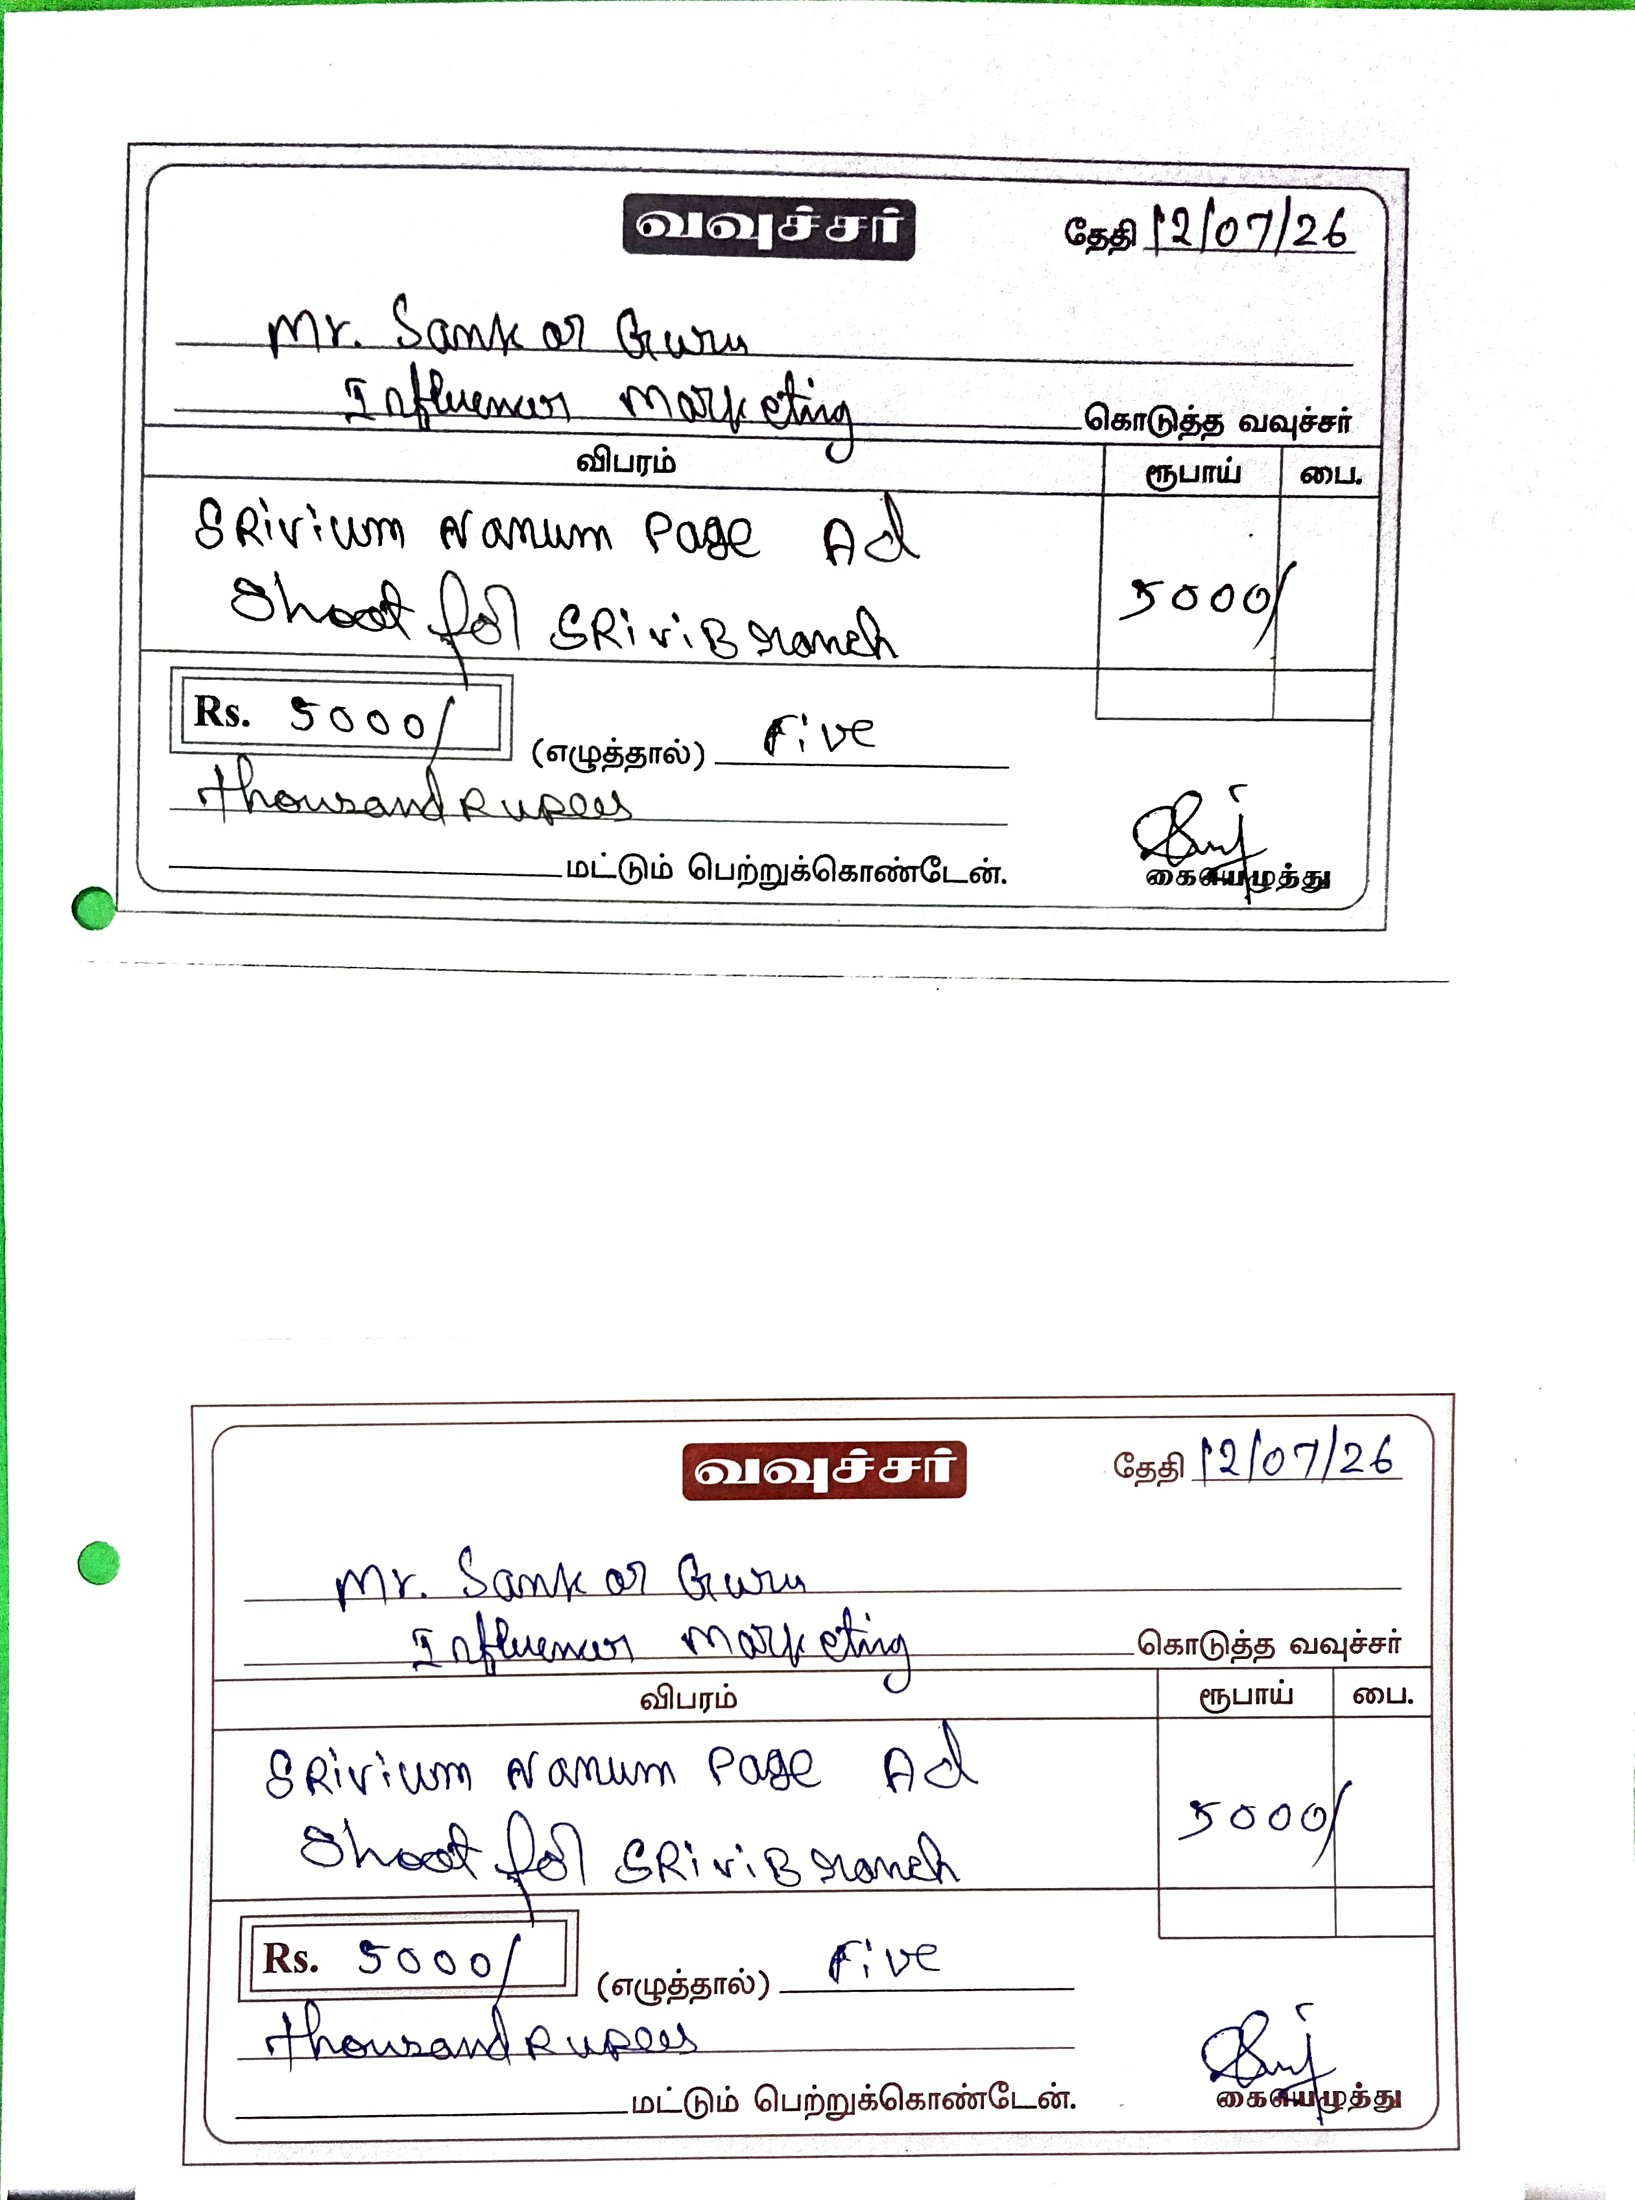 வவுச்சர்
தேதி 12/07/26
Mr. Sankar Guru
Influencer Marketing கொடுத்த வவுச்சர்
விபரம் ரூபாய் பை.
SRivium Nanum Page Ad
Shoot for SRivi Branch 5000/
Rs. 5000/ (எழுத்தால்) Five
thousand Rupees
மட்டும் பெற்றுக்கொண்டேன். கையெழுத்து
வவுச்சர்
தேதி 12/07/26
Mr. Sankar Guru
Influencer Marketing கொடுத்த வவுச்சர்
விபரம் ரூபாய் பை.
SRivium Nanum Page Ad
Shoot for SRivi Branch 5000/
Rs. 5000/ (எழுத்தால்) Five
thousand Rupees
மட்டும் பெற்றுக்கொண்டேன். கையெழுத்து